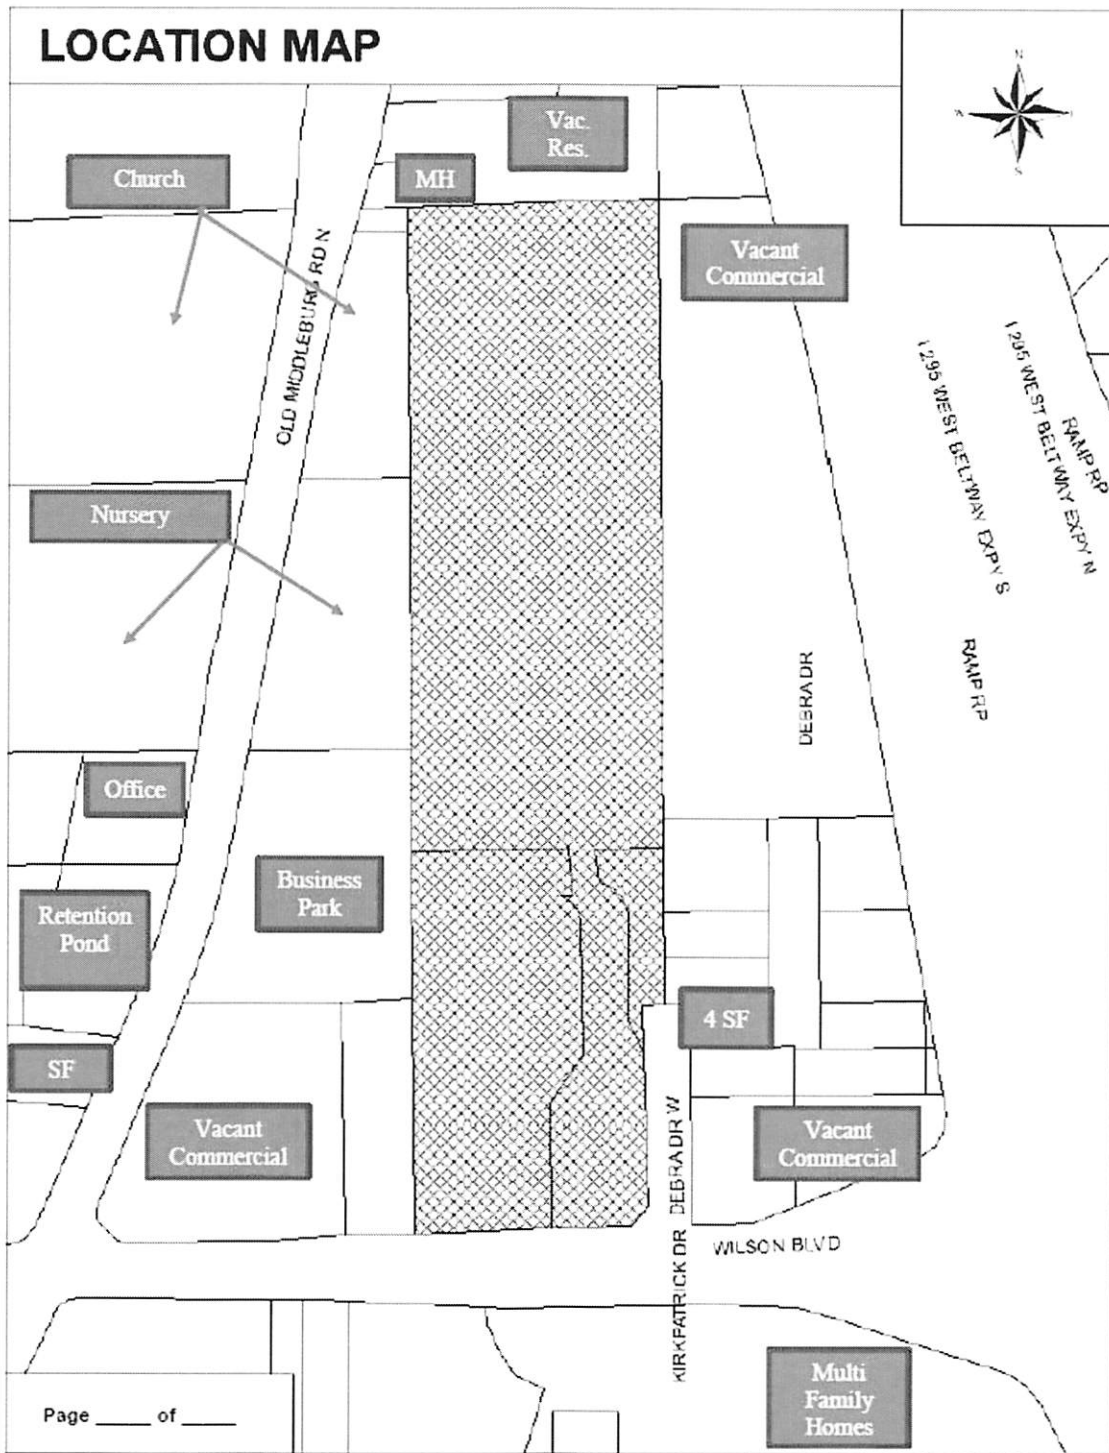 LOCATION MAP
N
W
S
Vac.
Res.
Church
MH
Vacant
Commercial
OLD MIDDLEBURG RD N
I 295 WEST BELTWAY EXPY S
I 295 WEST BELTWAY EXPY N
RAMP RP
Nursery
RAMP RP
DEBRA DR
Office
Business
Park
Retention
Pond
4 SF
SF
Vacant
Commercial
DEBRA DR W
Vacant
Commercial
KIRKPATRICK DR
WILSON BLVD
Multi
Family
Homes
Page _____ of _____